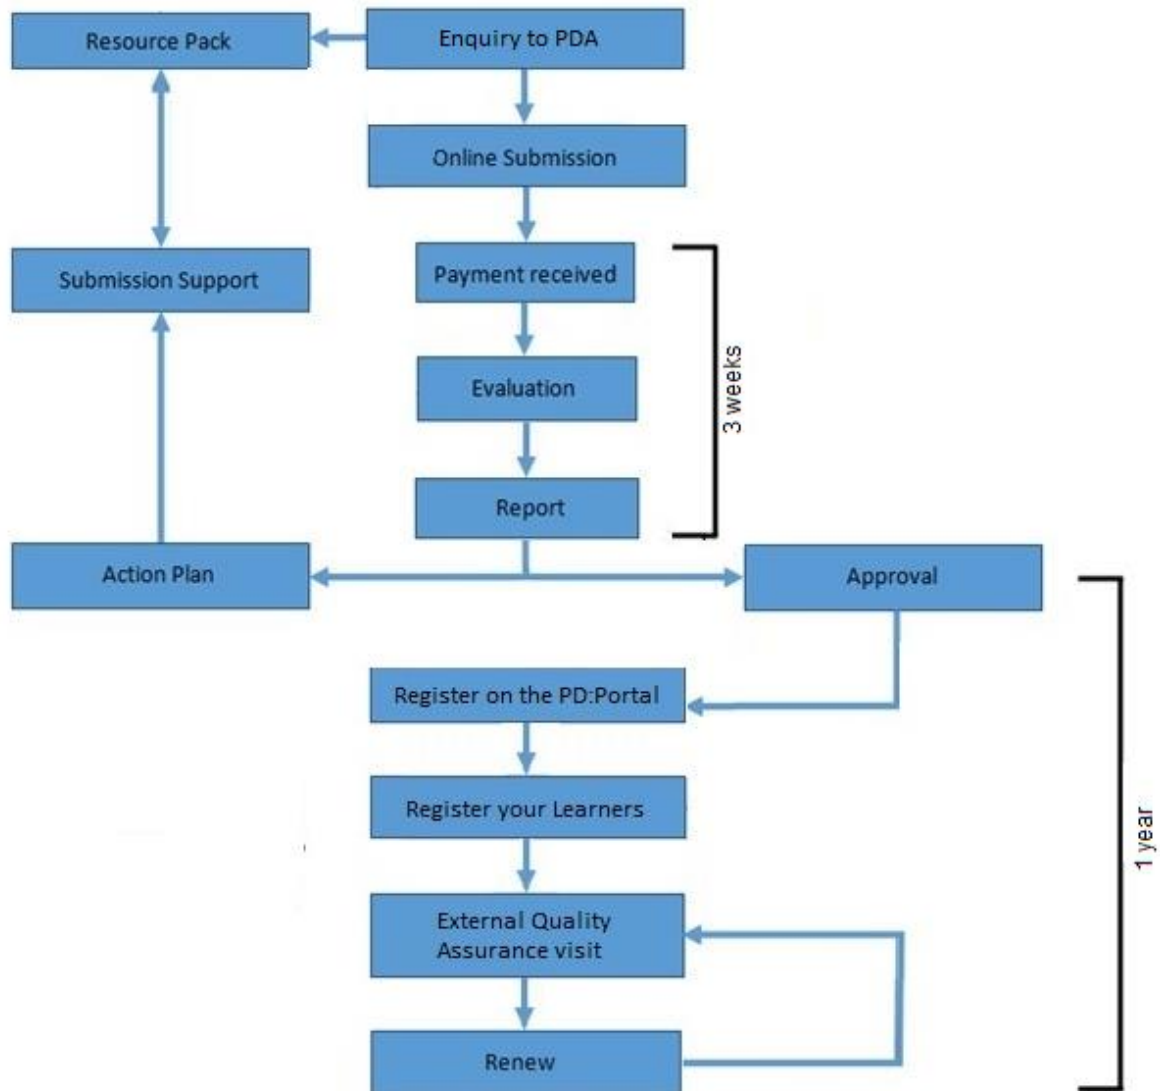 Resource Pack
Enquiry to PDA
Online Submission
Submission Support
Payment received
Evaluation
3 weeks
Report
Action Plan
Approval
Register on the PD:Portal
Register your Learners
1 year
External Quality
Assurance visit
Renew